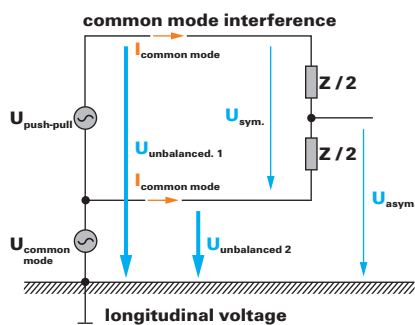 common mode interference
I common mode
Z / 2
U push-pull
U sym.
Z / 2
U unbalanced. 1
I common mode
U asym
U common mode
U unbalanced 2
longitudinal voltage